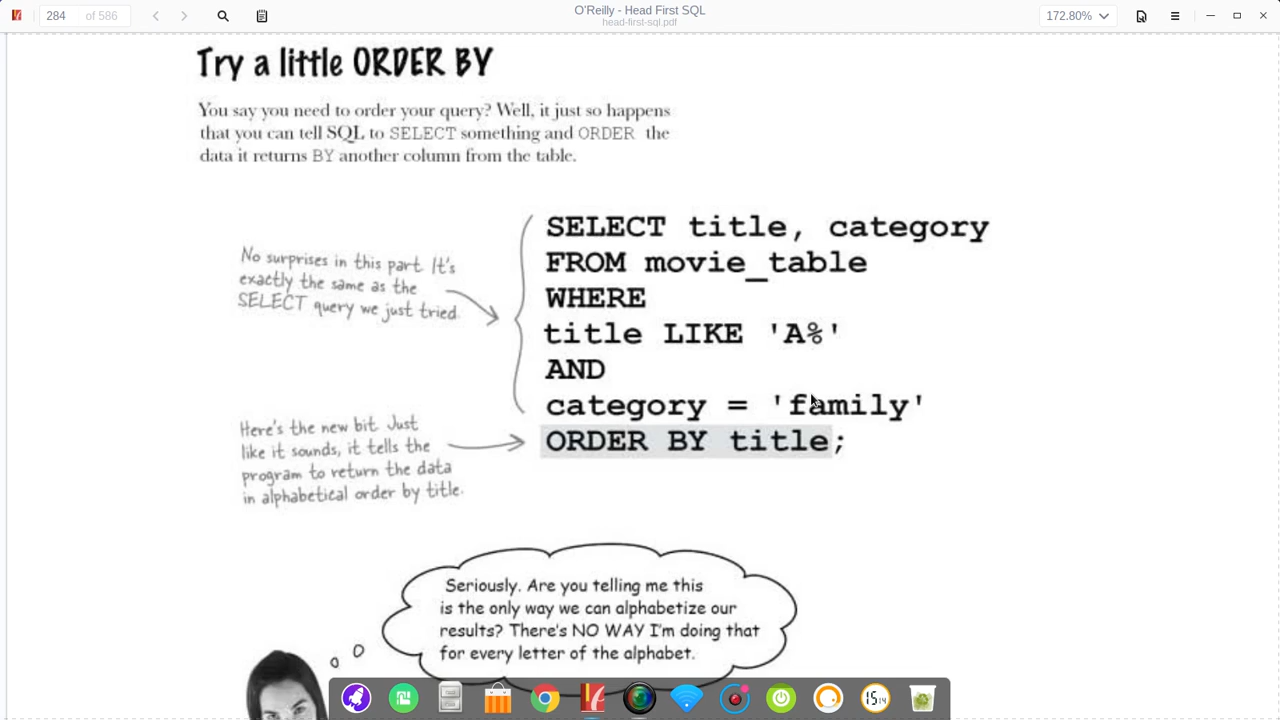 284
of 586
O'Reilly - Head First SQL
head-first-sql.pdf
172.80%
Try a little ORDER BY
You say you need to order your query? Well, it just so happens
that you can tell SQL to SELECT something and ORDER the
data it returns BY another column from the table.
No surprises in this part. It's
exactly the same as the
SELECT query we just tried.
SELECT title, category
FROM movie_table
WHERE
title LIKE 'A%'
AND
category = 'family'
ORDER BY title;
Here's the new bit. Just
like it sounds, it tells the
program to return the data
in alphabetical order by title.
Seriously. Are you telling me this
is the only way we can alphabetize our
results? There's NO WAY I'm doing that
for every letter of the alphabet.